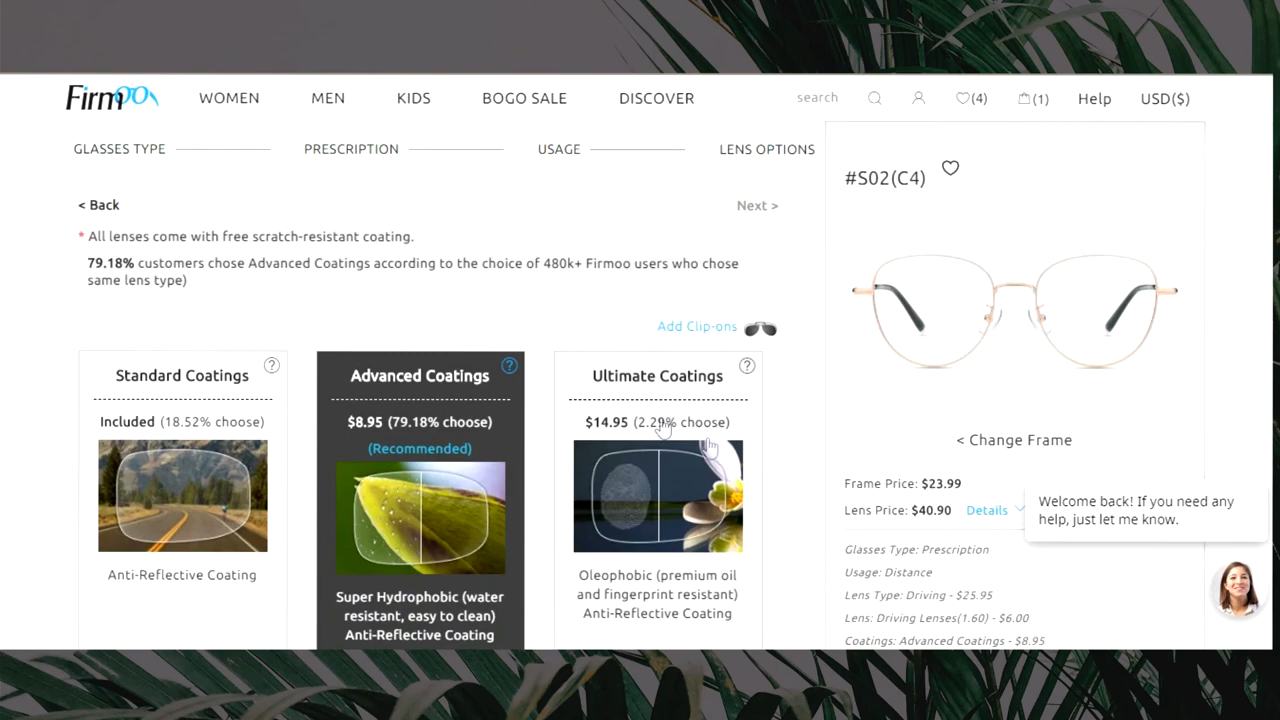 Firmoo
WOMEN MEN KIDS BOGO SALE DISCOVER
search (4) (1) Help USD($)
GLASSES TYPE PRESCRIPTION USAGE LENS OPTIONS
< Back
Next >
* All lenses come with free scratch-resistant coating.
79.18% customers chose Advanced Coatings according to the choice of 480k+ Firmoo users who chose
same lens type)
Add Clip-ons
Standard Coatings
?
Included (18.52% choose)
Anti-Reflective Coating
Advanced Coatings
?
$8.95 (79.18% choose)
(Recommended)
Super Hydrophobic (water
resistant, easy to clean)
Anti-Reflective Coating
Ultimate Coatings
?
$14.95 (2.29% choose)
Oleophobic (premium oil
and fingerprint resistant)
Anti-Reflective Coating
#S02(C4)
< Change Frame
Frame Price: $23.99
Lens Price: $40.90 Details
Glasses Type: Prescription
Usage: Distance
Lens Type: Driving - $25.95
Lens: Driving Lenses(1.60) - $6.00
Coatings: Advanced Coatings - $8.95
Welcome back! If you need any
help, just let me know.